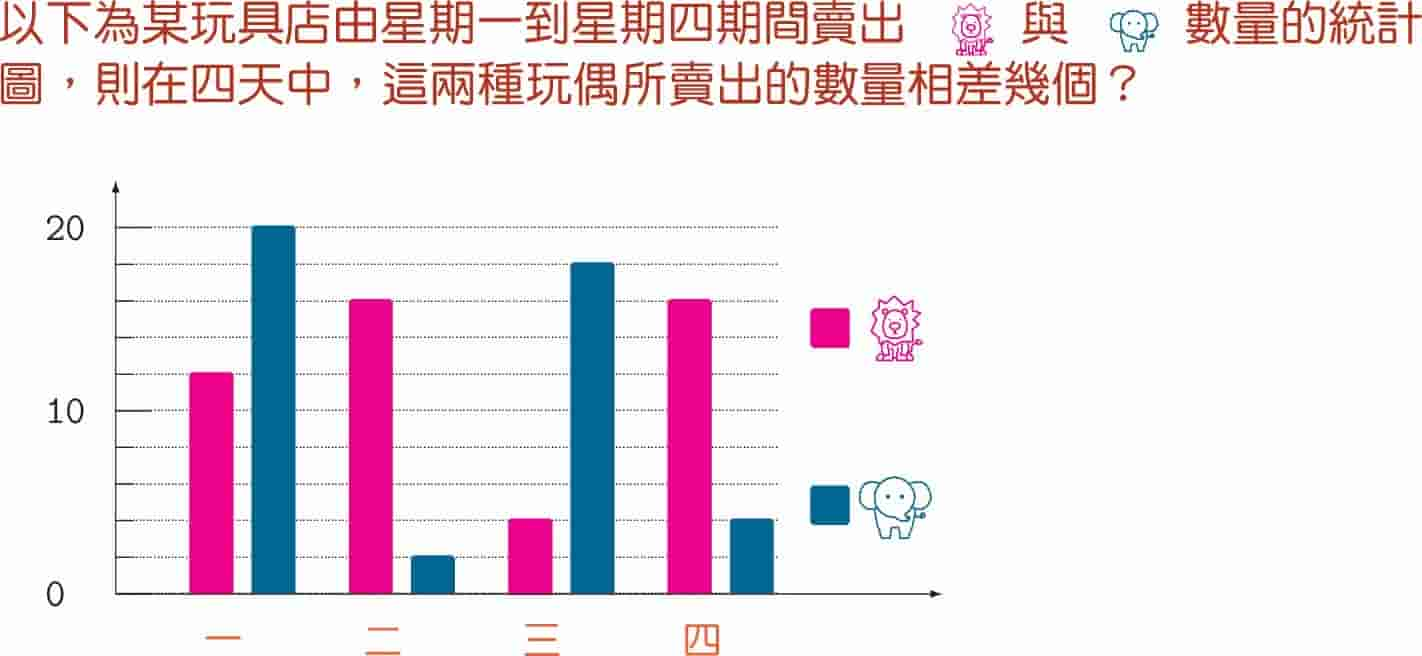 以下為某玩具店由星期一到星期四期間賣出 與 數量的統計
圖，則在四天中，這兩種玩偶所賣出的數量相差幾個？
20
10
0
一 二 三 四